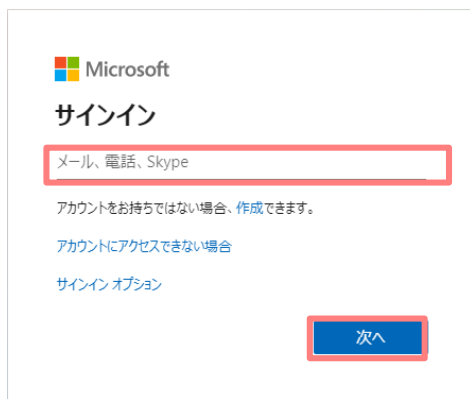 Microsoft
サインイン
メール、電話、Skype
アカウントをお持ちではない場合、作成できます。
アカウントにアクセスできない場合
サインイン オプション
次へ